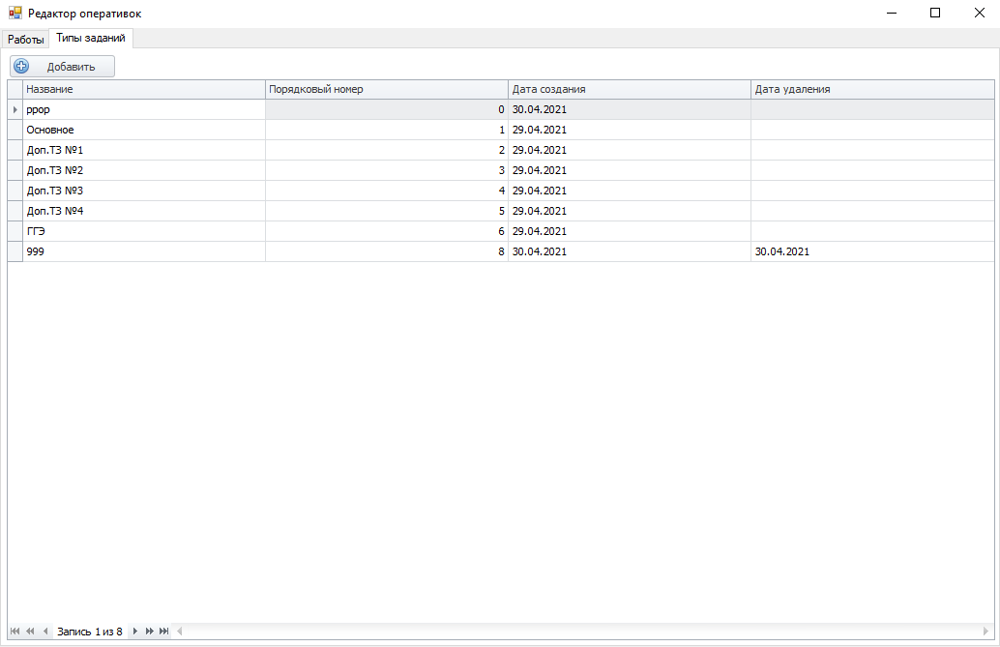 Редактор оперативок
Работы Типы заданий
Добавить
Название Порядковый номер Дата создания Дата удаления
ррор 0 30.04.2021
Основное 1 29.04.2021
Доп.ТЗ №1 2 29.04.2021
Доп.ТЗ №2 3 29.04.2021
Доп.ТЗ №3 4 29.04.2021
Доп.ТЗ №4 5 29.04.2021
ГГЭ 6 29.04.2021
999 8 30.04.2021 30.04.2021
Запись 1 из 8